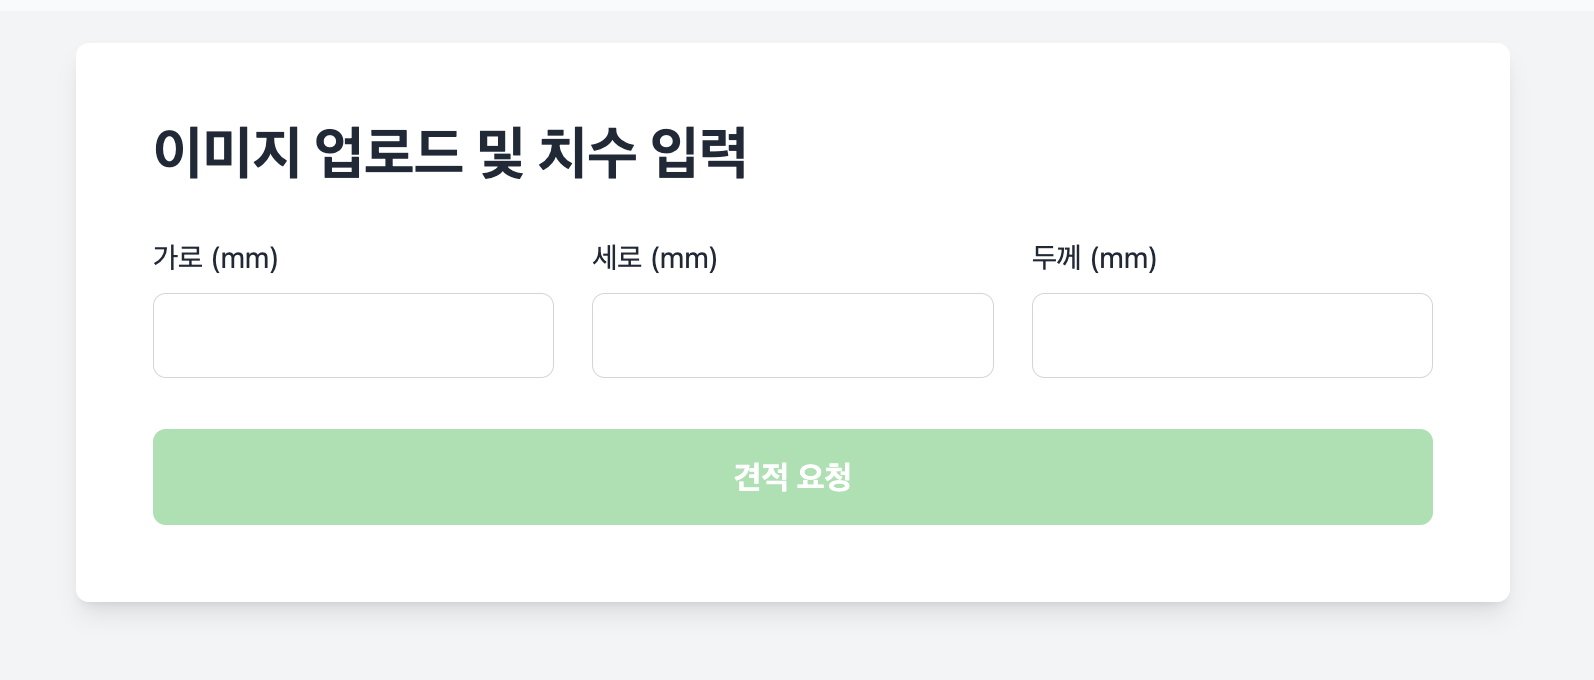 이미지 업로드 및 치수 입력
가로 (mm) 세로 (mm) 두께 (mm)
견적 요청